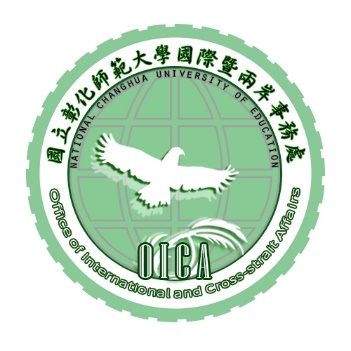 國立彰化師範大學國際暨兩岸事務處
NATIONAL CHANGHUA UNIVERSITY OF EDUCATION
OICA
Office of International and Cross-strait Affairs